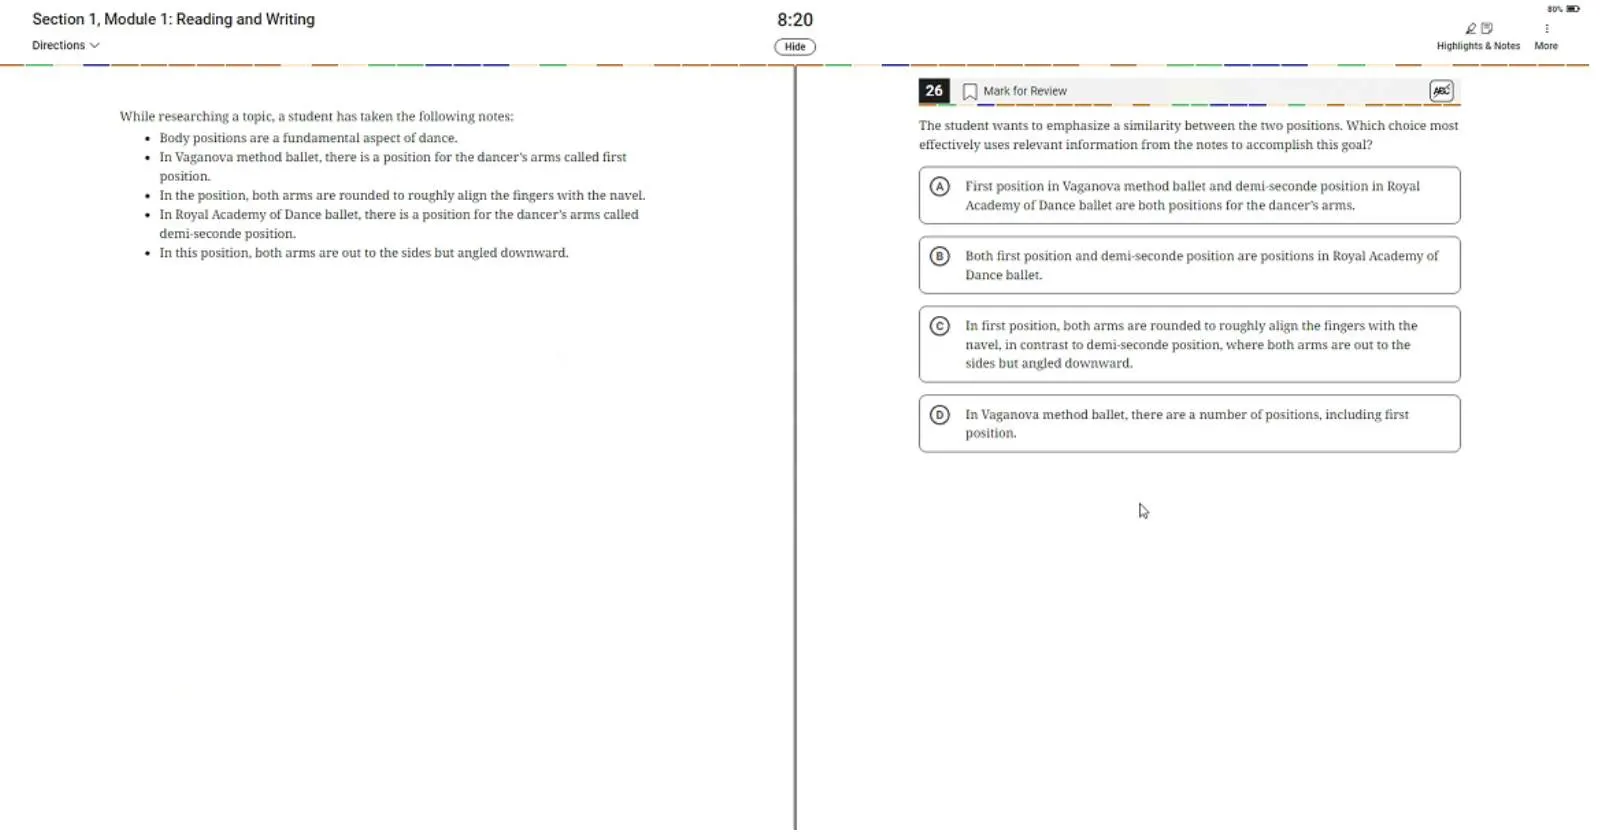 Section 1, Module 1: Reading and Writing
Directions
8:20
Hide
80%
Highlights & Notes
More
While researching a topic, a student has taken the following notes:
• Body positions are a fundamental aspect of dance.
• In Vaganova method ballet, there is a position for the dancer's arms called first
position.
• In the position, both arms are rounded to roughly align the fingers with the navel.
• In Royal Academy of Dance ballet, there is a position for the dancer's arms called
demi-seconde position.
• In this position, both arms are out to the sides but angled downward.
26
Mark for Review
ABC
The student wants to emphasize a similarity between the two positions. Which choice most
effectively uses relevant information from the notes to accomplish this goal?
A First position in Vaganova method ballet and demi-seconde position in Royal
Academy of Dance ballet are both positions for the dancer's arms.
B Both first position and demi-seconde position are positions in Royal Academy of
Dance ballet.
C In first position, both arms are rounded to roughly align the fingers with the
navel, in contrast to demi-seconde position, where both arms are out to the
sides but angled downward.
D In Vaganova method ballet, there are a number of positions, including first
position.